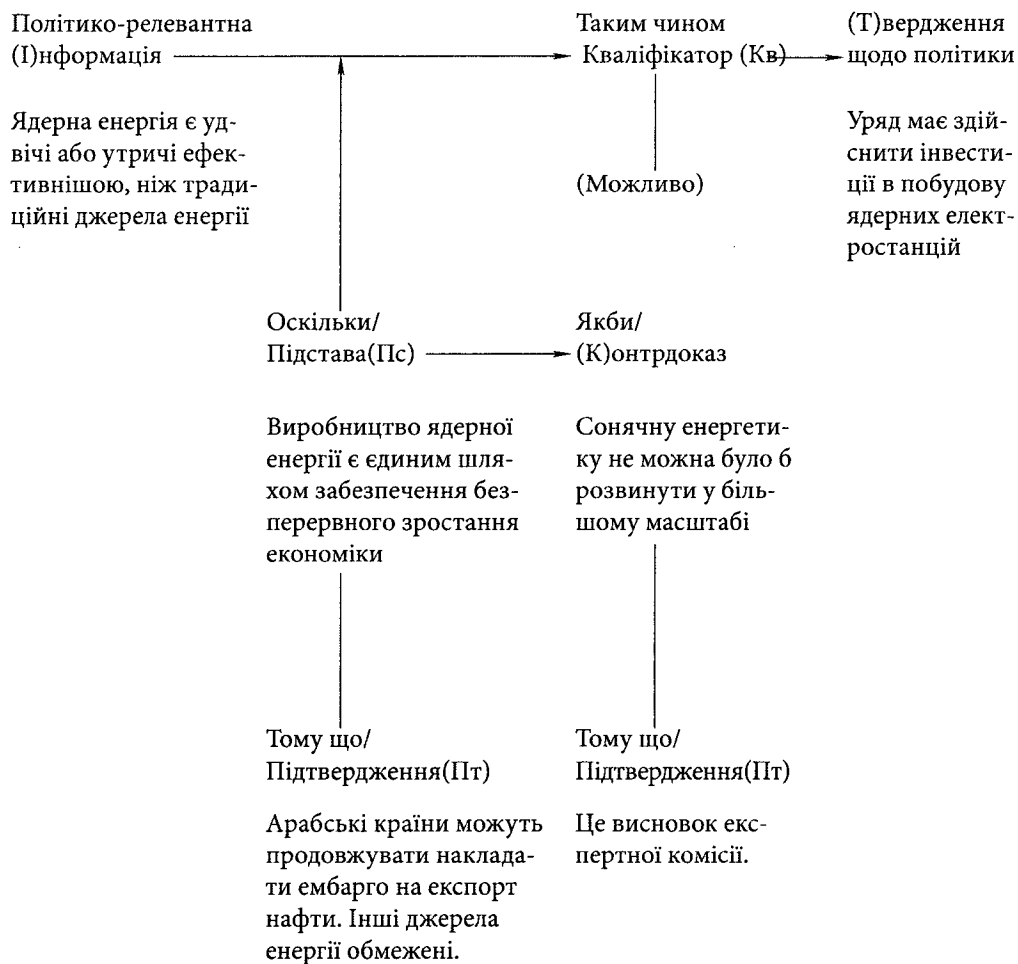 Політико-релевантна
(І)нформація
Таким чином
Кваліфікатор (Кв)
(Т)вердження
щодо політики
Ядерна енергія є уд-
вічі або утричі ефек-
тивнішою, ніж тради-
ційні джерела енергії
(Можливо)
Уряд має здій-
снити інвести-
ції в побудову
ядерних елект-
ростанцій
Оскільки/
Підстава(Пс)
Якби/
(К)онтрдоказ
Виробництво ядерної
енергії є єдиним шля-
хом забезпечення без-
перервного зростання
економіки
Сонячну енергети-
ку не можна було б
розвинути у біль-
шому масштабі
Тому що/
Підтвердження(Пт)
Тому що/
Підтвердження(Пт)
Арабські країни можуть
продовжувати наклада-
ти ембарго на експорт
нафти. Інші джерела
енергії обмежені.
Це висновок екс-
пертної комісії.